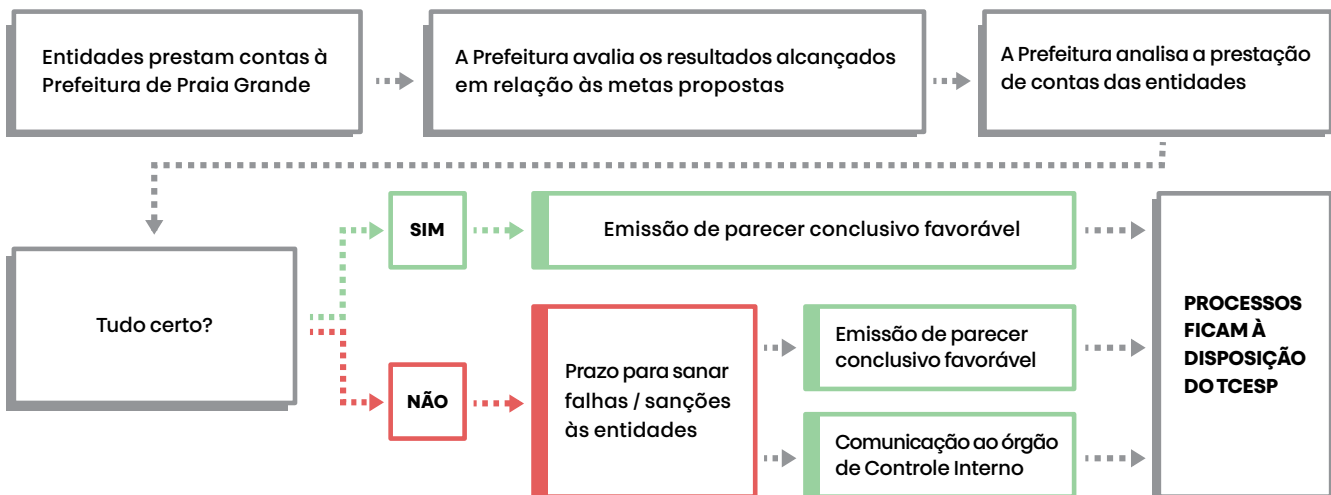 Entidades prestam contas à
Prefeitura de Praia Grande
A Prefeitura avalia os resultados alcançados
em relação às metas propostas
A Prefeitura analisa a prestação
de contas das entidades
Tudo certo?
SIM
Emissão de parecer conclusivo favorável
NÃO
Prazo para sanar
falhas / sanções
às entidades
Emissão de parecer
conclusivo favorável
Comunicação ao órgão
de Controle Interno
PROCESSOS
FICAM À
DISPOSIÇÃO
DO TCESP